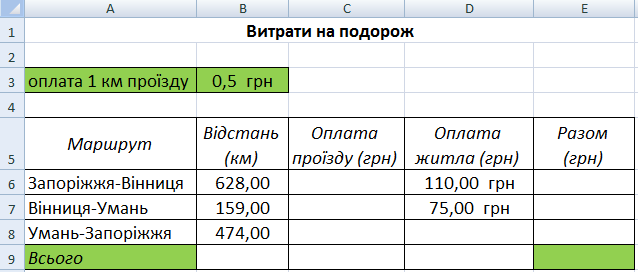 A B C D E
1 Витрати на подорож
2
3 оплата 1 км проїзду 0,5 грн
4
Відстань Оплата Оплата Разом
5 Маршрут (км) проїзду (грн) житла (грн) (грн)
6 Запоріжжя-Вінниця 628,00 110,00 грн
7 Вінниця-Умань 159,00 75,00 грн
8 Умань-Запоріжжя 474,00
9 Всього